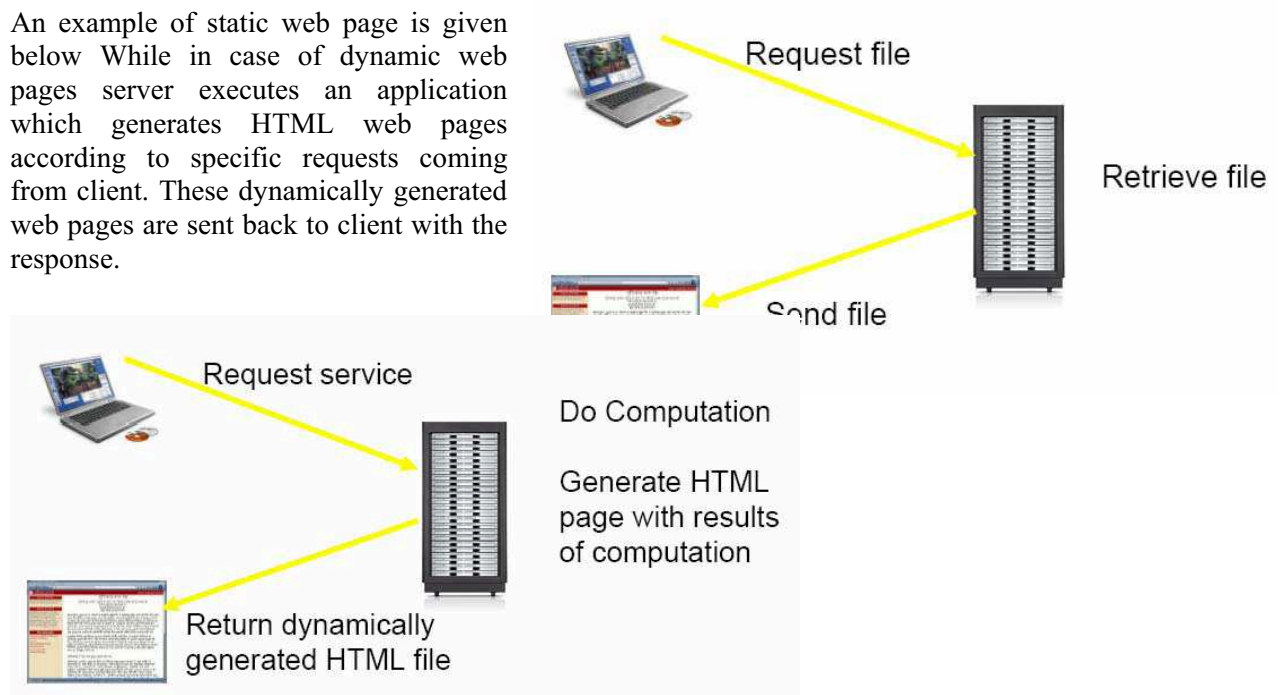 An example of static web page is given
below While in case of dynamic web
pages server executes an application
which generates HTML web pages
according to specific requests coming
from client. These dynamically generated
web pages are sent back to client with the
response.
Request file
Retrieve file
Send file
Request service
Do Computation
Generate HTML
page with results
of computation
Return dynamically
generated HTML file